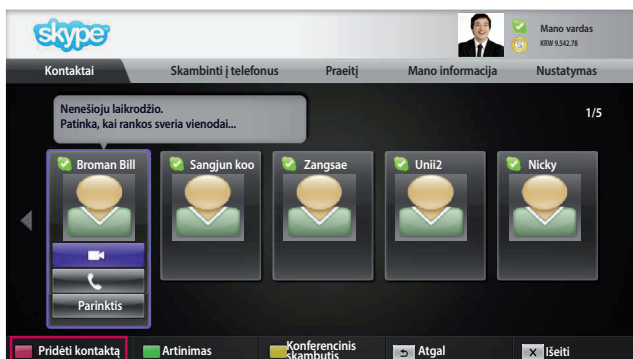 skype
Mano vardas
KRW 9.542.78
Kontaktai
Skambinti į telefonus
Praeitį
Mano informacija
Nustatymas
Nenešioju laikrodžio.
Patinka, kai rankos sveria vienodai...
1/5
Broman Bill
Sangjun koo
Zangsae
Unii2
Nicky
Parinktis
Pridėti kontaktą
Artinimas
Konferencinis
skambutis
Atgal
Išeiti